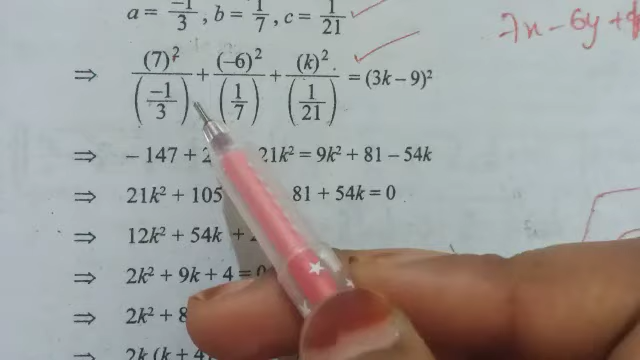 a = -1/3 , b = 1/7 , c = 1/21
7x - 6y +
⇒ (7)²/(-1/3) + (-6)²/(1/7) + (k)²/(1/21) = (3k – 9)²
⇒ – 147 + 2 21k² = 9k² + 81 – 54k
⇒ 21k² + 105 81 + 54k = 0
⇒ 12k² + 54k +
⇒ 2k² + 9k + 4 = 0
⇒ 2k² + 8
⇒ 2k (k + 4